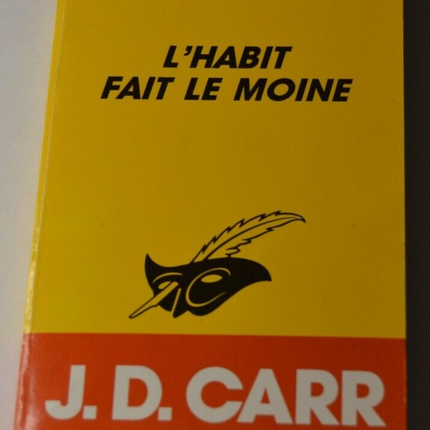 L'HABIT
FAIT LE MOINE
J. D. CARR